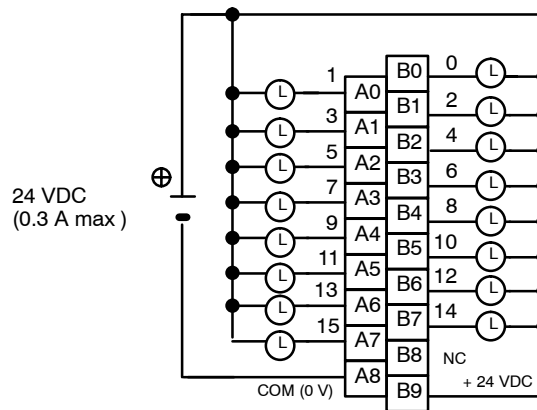 0
1 B0 L
L A0 2
3 B1 L
L A1 4
5 B2 L
L A2 6
7 B3 L
24 VDC L A3 8
(0.3 A max ) 9 B4 L
L A4 10
11 B5 L
L A5 12
13 B6 L
L A6 14
15 B7 L
L A7
B8 NC
A8
COM (0 V) + 24 VDC
B9